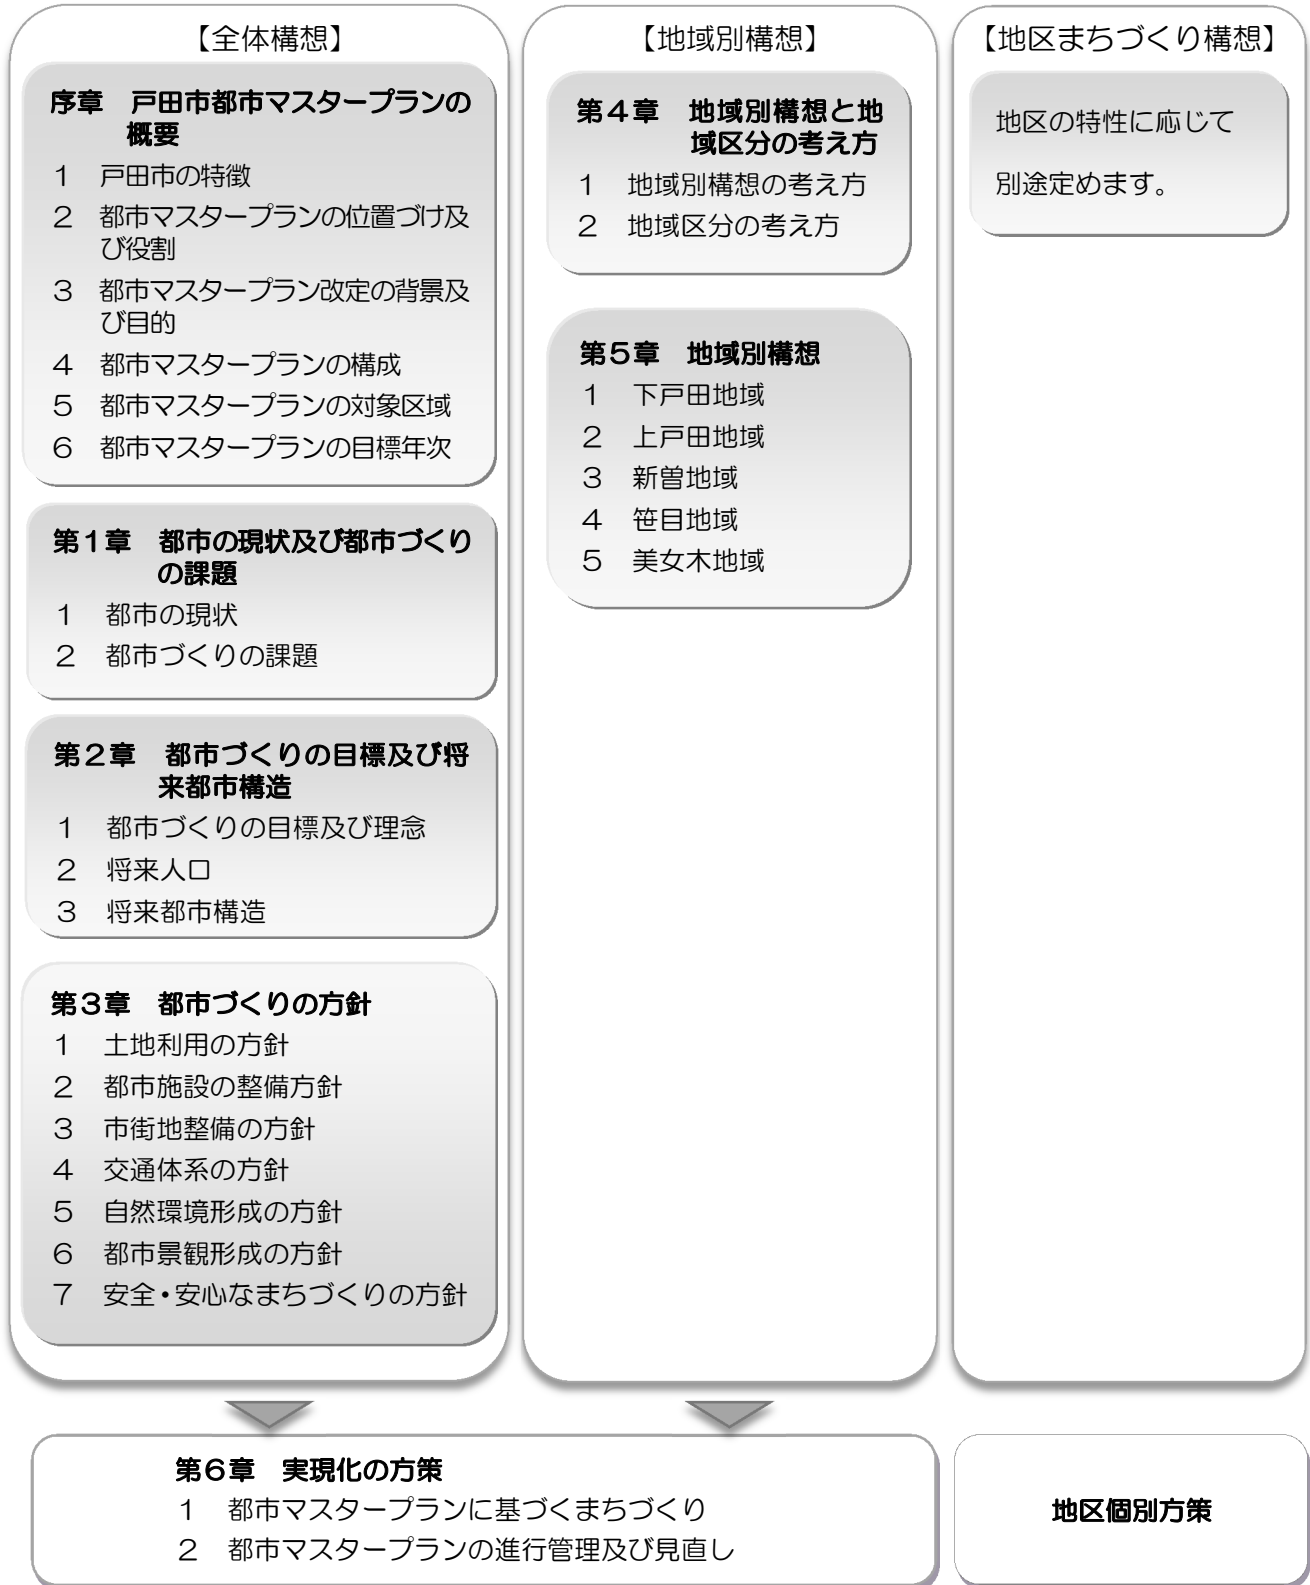 【全体構想】
序章　戸田市都市マスタープランの
概要
１　戸田市の特徴
２　都市マスタープランの位置づけ及
び役割
３　都市マスタープラン改定の背景及
び目的
４　都市マスタープランの構成
５　都市マスタープランの対象区域
６　都市マスタープランの目標年次
第１章　都市の現状及び都市づくり
の課題
１　都市の現状
２　都市づくりの課題
第２章　都市づくりの目標及び将
来都市構造
１　都市づくりの目標及び理念
２　将来人口
３　将来都市構造
第３章　都市づくりの方針
１　土地利用の方針
２　都市施設の整備方針
３　市街地整備の方針
４　交通体系の方針
５　自然環境形成の方針
６　都市景観形成の方針
７　安全・安心なまちづくりの方針
【地域別構想】
第４章　地域別構想と地
域区分の考え方
１　地域別構想の考え方
２　地域区分の考え方
第５章　地域別構想
１　下戸田地域
２　上戸田地域
３　新曽地域
４　笹目地域
５　美女木地域
【地区まちづくり構想】
地区の特性に応じて
別途定めます。
第６章　実現化の方策
１　都市マスタープランに基づくまちづくり
２　都市マスタープランの進行管理及び見直し
地区個別方策